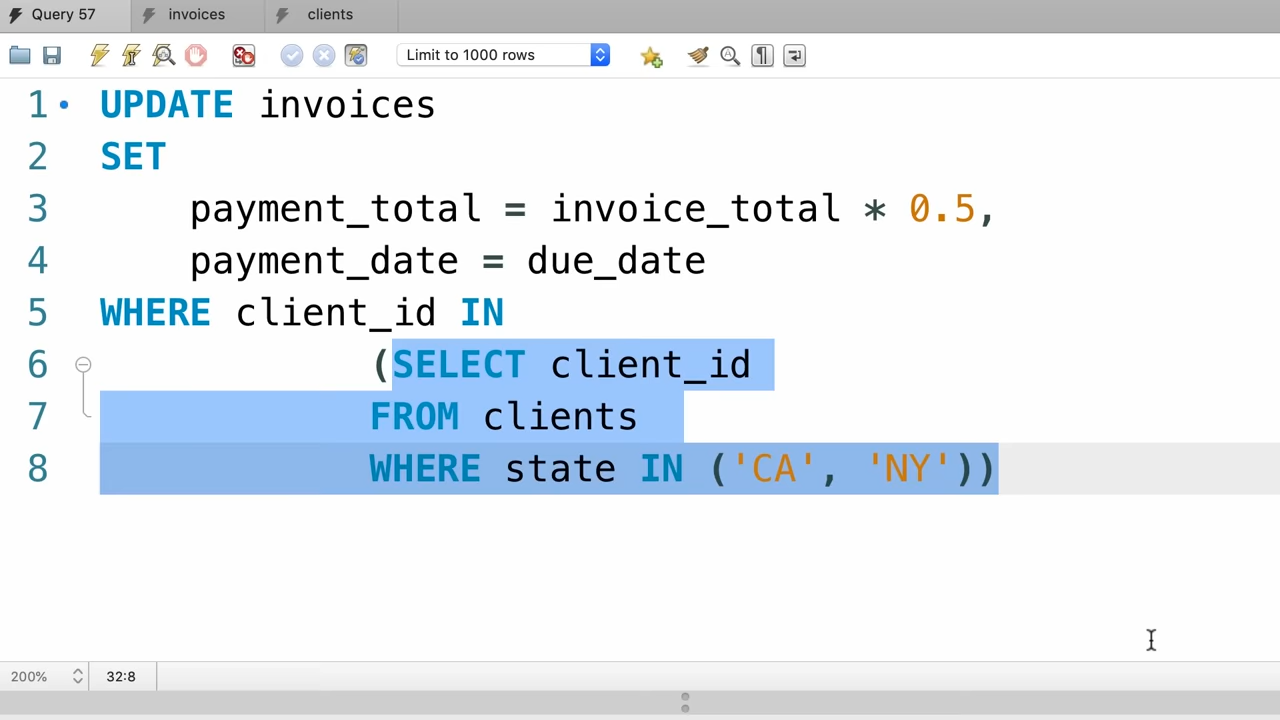 Query 57 invoices clients
Limit to 1000 rows
1 UPDATE invoices
2 SET
3 payment_total = invoice_total * 0.5,
4 payment_date = due_date
5 WHERE client_id IN
6 (SELECT client_id
7 FROM clients
8 WHERE state IN ('CA', 'NY'))
200% 32:8